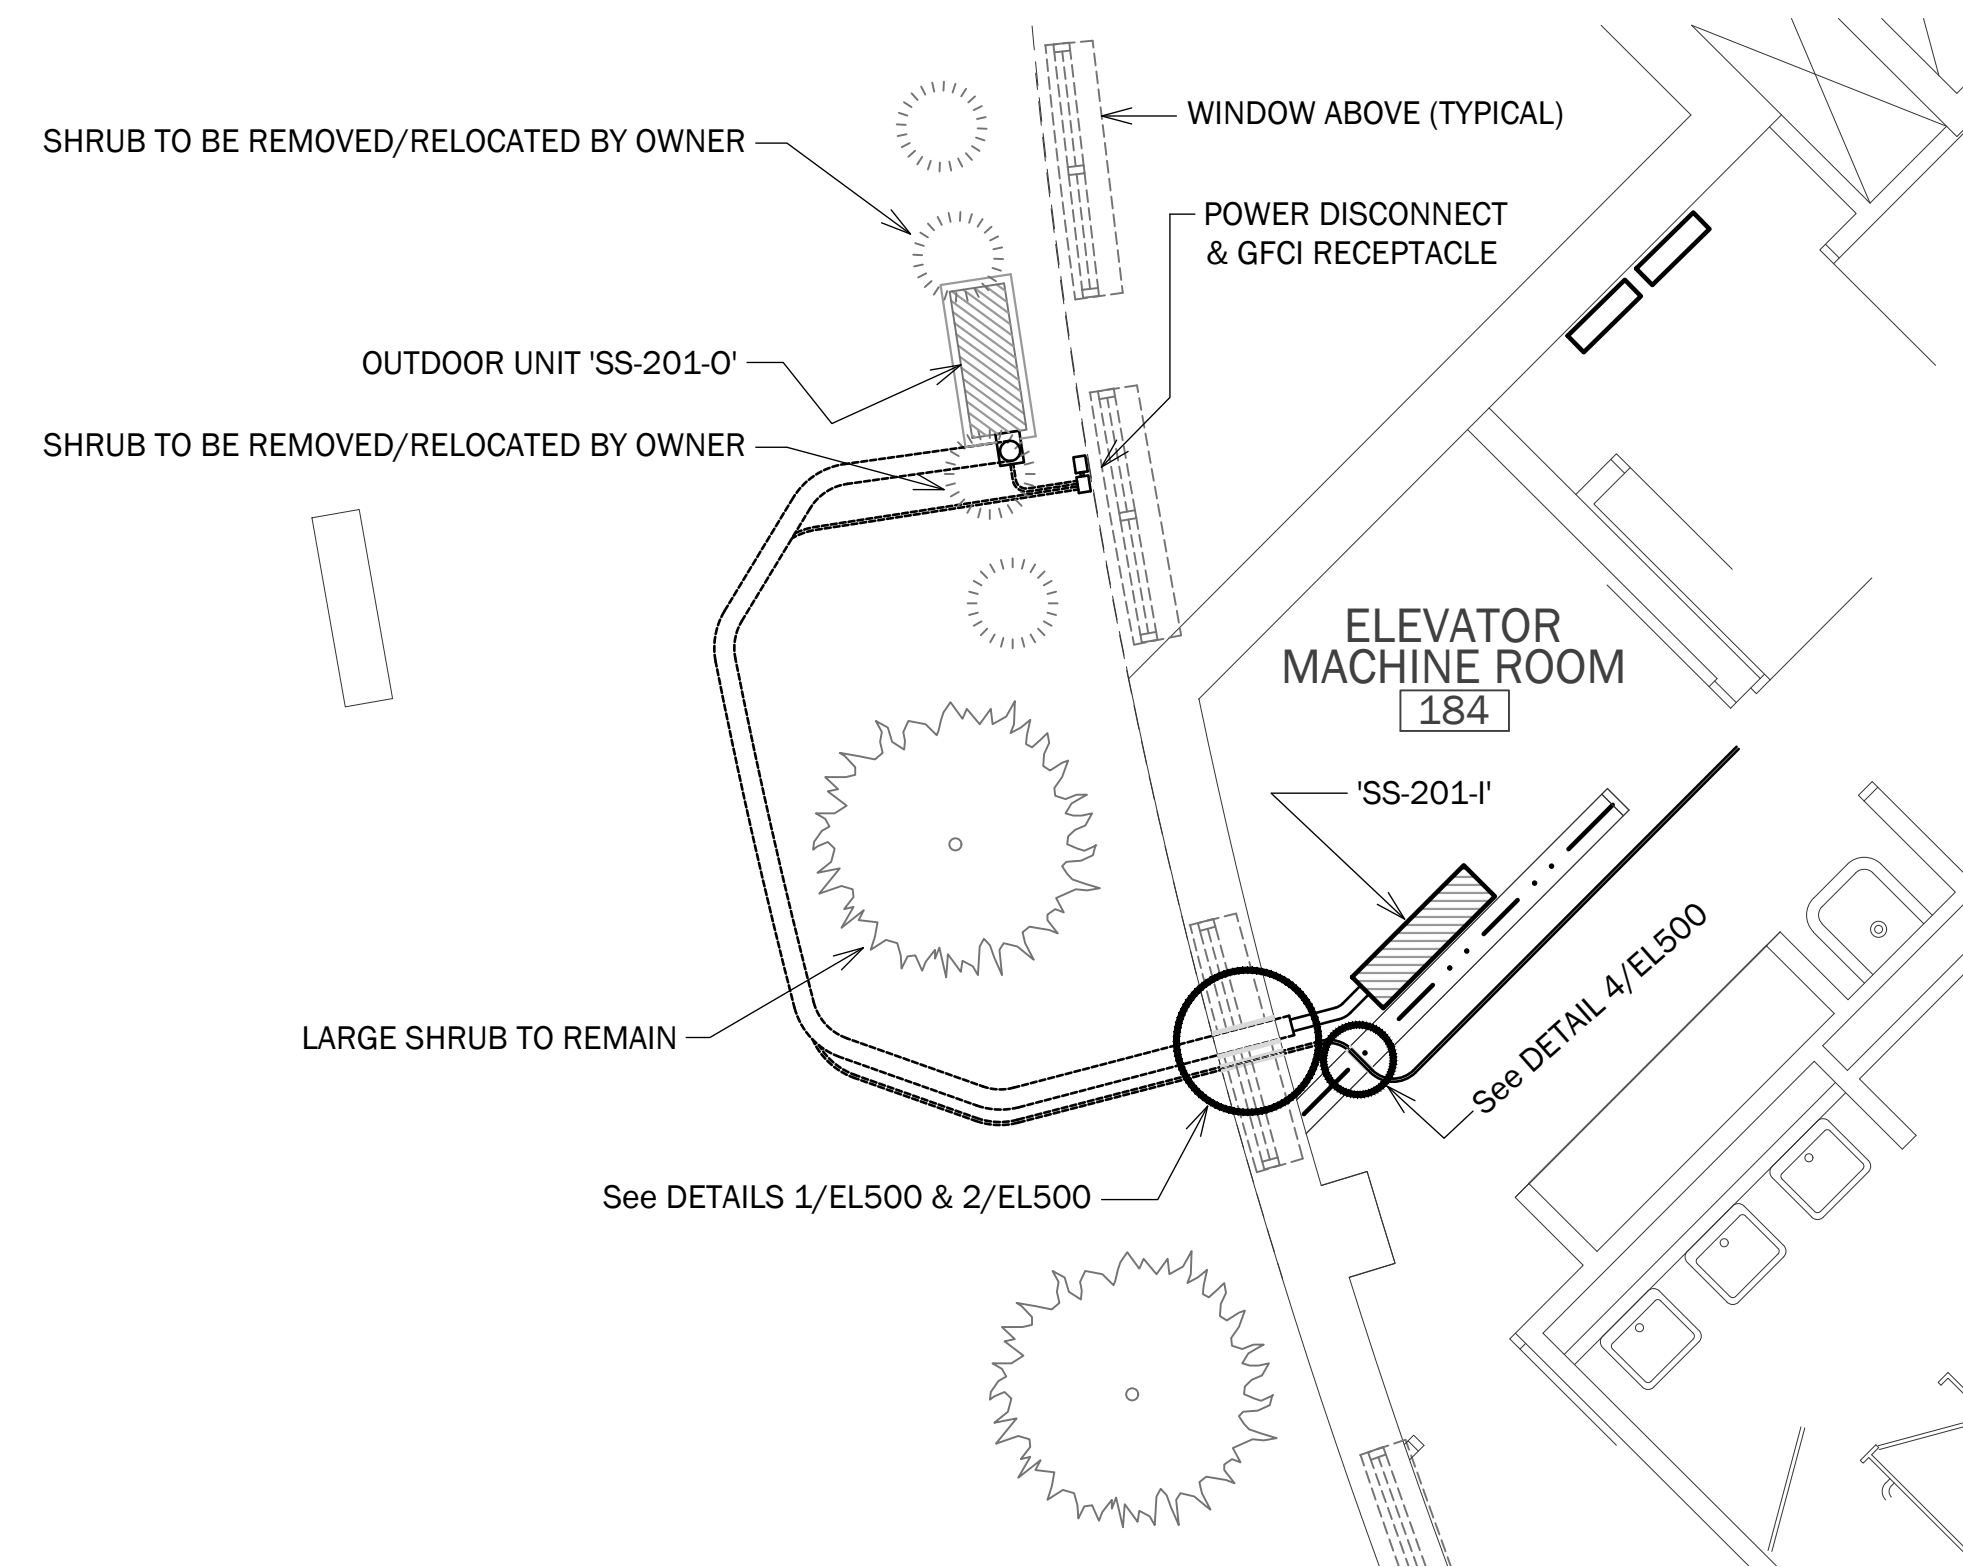 WINDOW ABOVE (TYPICAL)
SHRUB TO BE REMOVED/RELOCATED BY OWNER
POWER DISCONNECT
& GFCI RECEPTACLE
OUTDOOR UNIT 'SS-201-O'
SHRUB TO BE REMOVED/RELOCATED BY OWNER
ELEVATOR
MACHINE ROOM
184
'SS-201-I'
See DETAIL 4/EL500
LARGE SHRUB TO REMAIN
See DETAILS 1/EL500 & 2/EL500